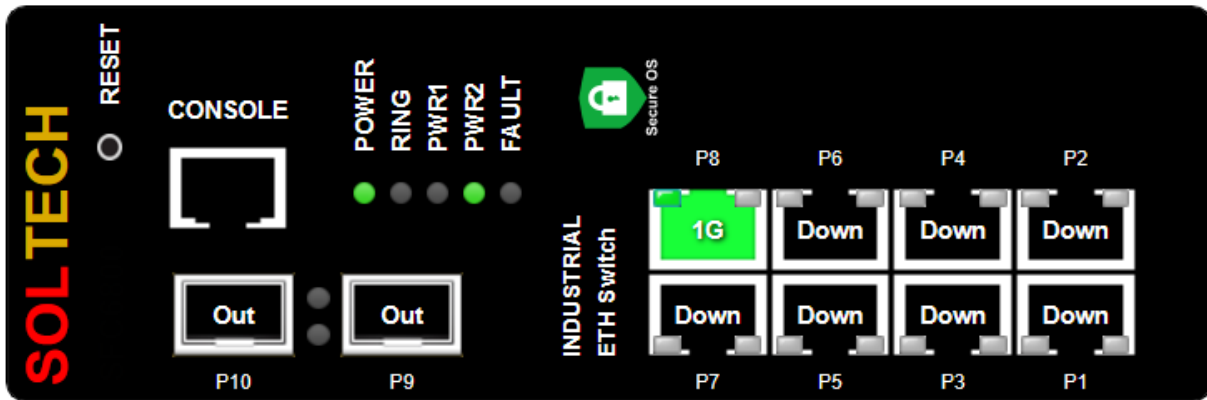 SOLTECH
RESET
CONSOLE
POWER
RING
PWR1
PWR2
FAULT
Secure OS
P8
P6
P4
P2
1G
Down
Down
Down
INDUSTRIAL
ETH Switch
Out
Out
Down
Down
Down
Down
P10
P9
P7
P5
P3
P1